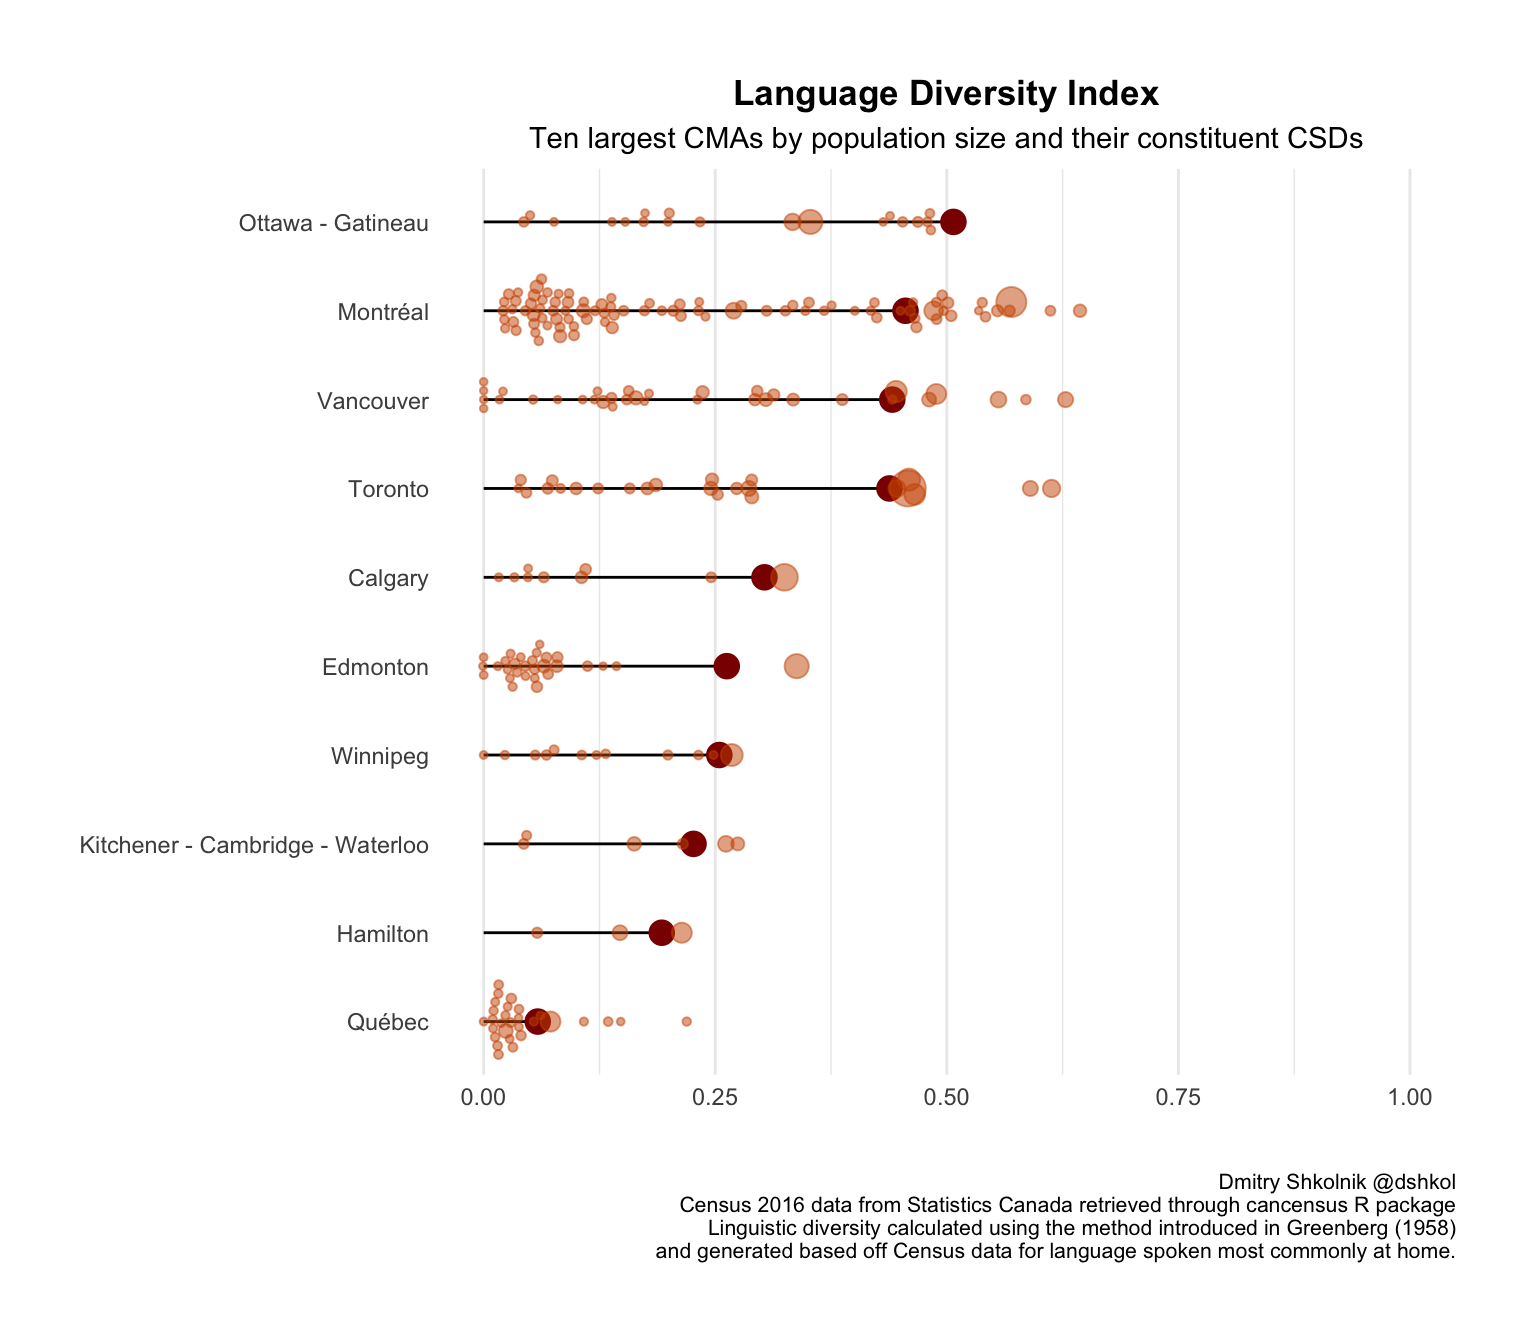 Language Diversity Index
Ten largest CMAs by population size and their constituent CSDs
Ottawa - Gatineau
Montréal
Vancouver
Toronto
Calgary
Edmonton
Winnipeg
Kitchener - Cambridge - Waterloo
Hamilton
Québec
0.00 0.25 0.50 0.75 1.00
Dmitry Shkolnik @dshkol
Census 2016 data from Statistics Canada retrieved through cancensus R package
Linguistic diversity calculated using the method introduced in Greenberg (1958)
and generated based off Census data for language spoken most commonly at home.